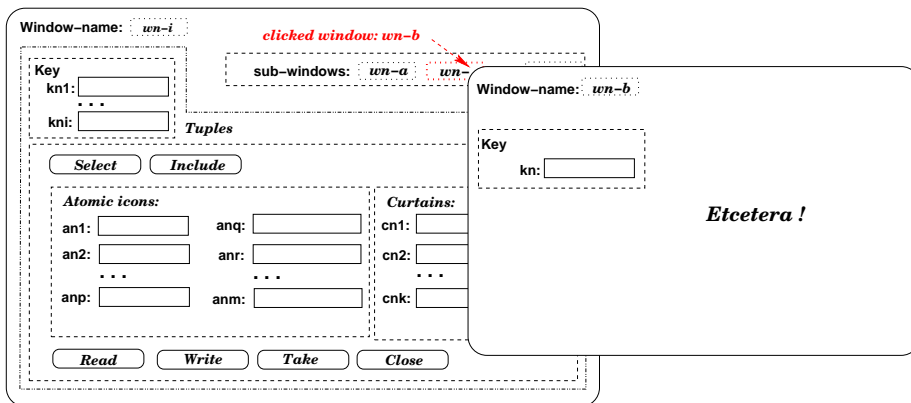 Window–name: wn–i
clicked window: wn–b
sub–windows: wn–a wn–
Key
kn1:
. . .
kni:
Tuples
Select Include
Atomic icons:
an1: anq:
an2: anr:
. . . . . .
anp: anm:
Curtains:
cn1:
cn2:
. . .
cnk:
Read Write Take Close
Window–name: wn–b
Key
kn:
Etcetera !